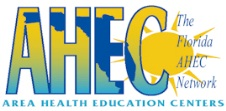 AHEC
The
Florida
AHEC
Network
AREA HEALTH EDUCATION CENTERS